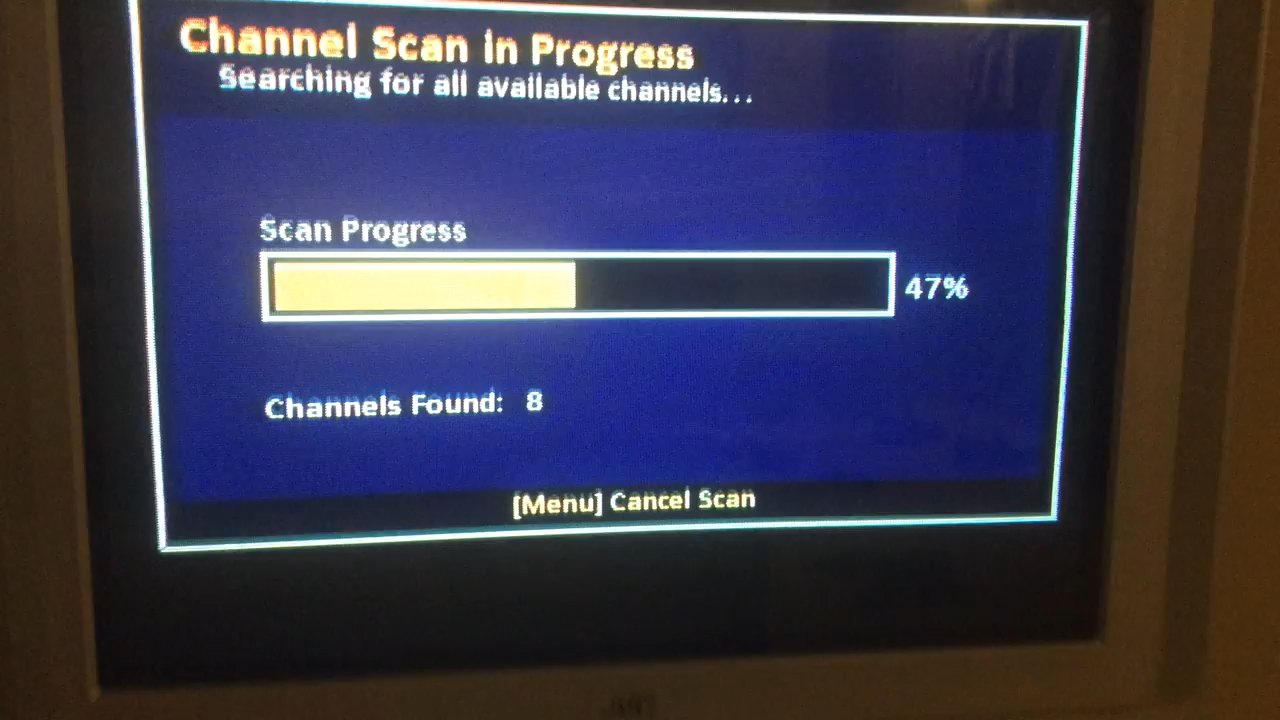 Channel Scan in Progress
Searching for all available channels...
Scan Progress
47%
Channels Found: 8
[Menu] Cancel Scan